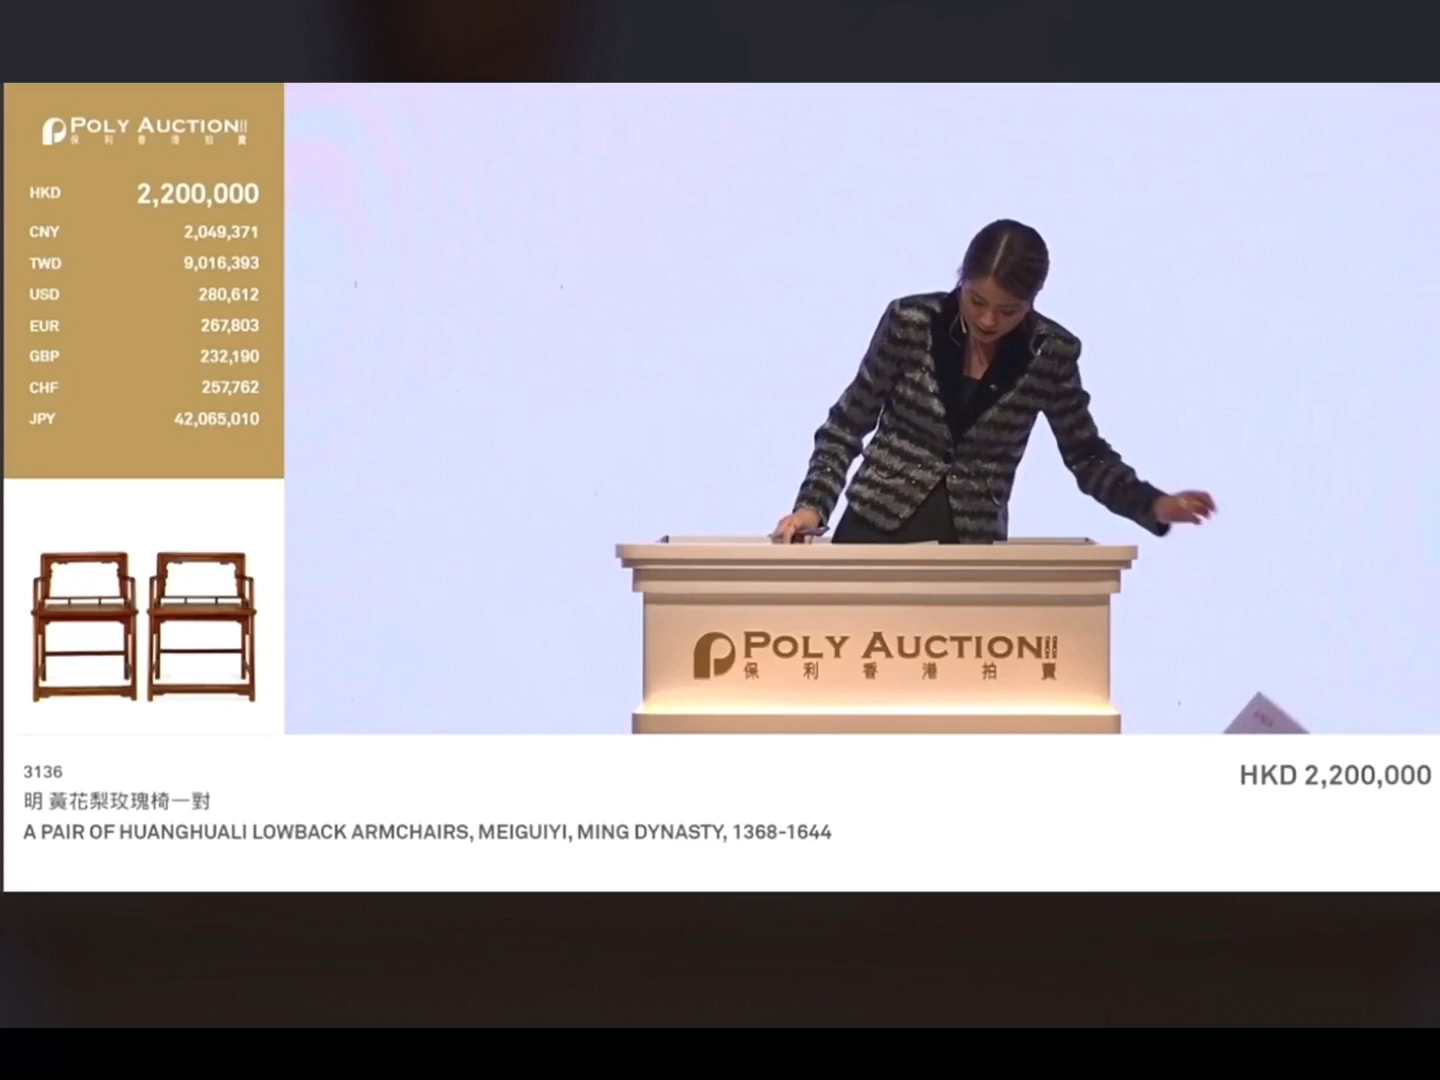 POLY AUCTION
保利香港拍賣
HKD 2,200,000
CNY 2,049,371
TWD 9,016,393
USD 280,612
EUR 267,803
GBP 232,190
CHF 257,762
JPY 42,065,010
POLY AUCTION
保利香港拍賣
3136
HKD 2,200,000
明 黃花梨玫瑰椅一對
A PAIR OF HUANGHUALI LOWBACK ARMCHAIRS, MEIGUIYI, MING DYNASTY, 1368-1644